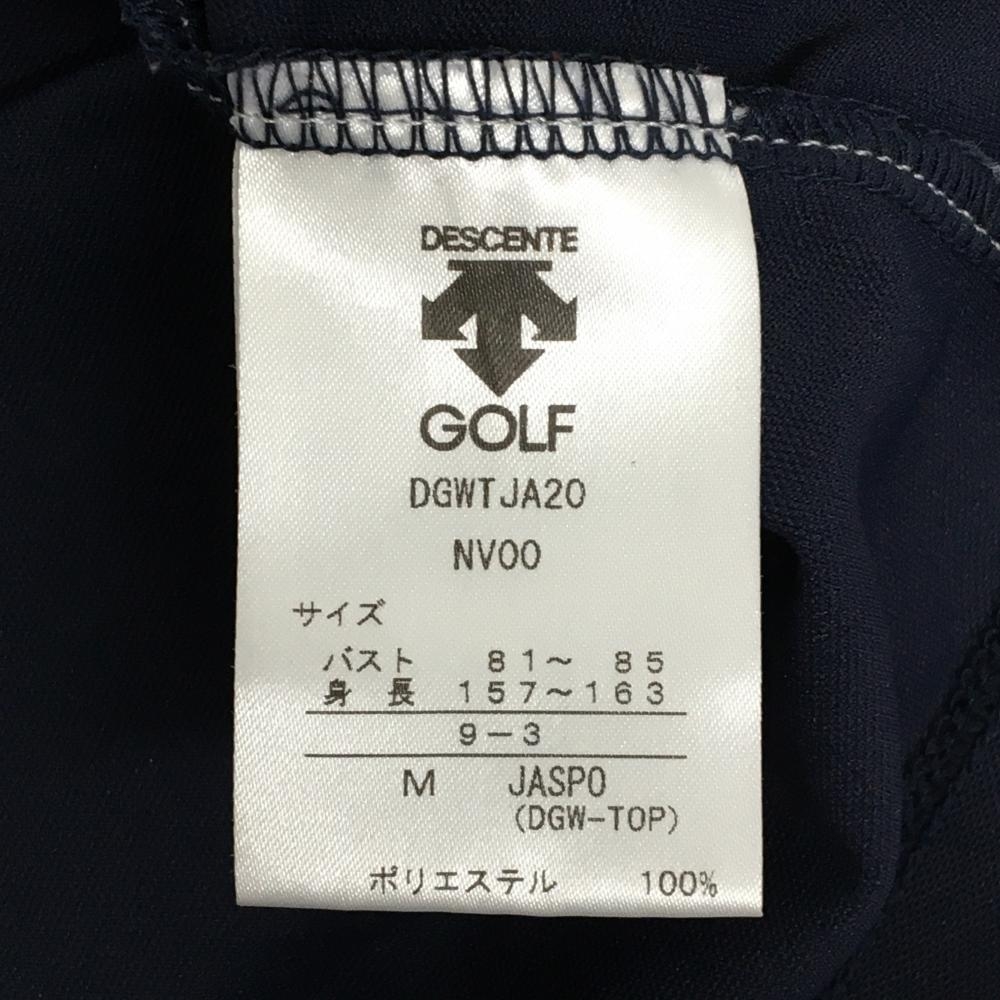 DESCENTE
GOLF
DGWTJA20
NV00
サイズ
バスト 81～ 85
身長 157～163
9－3
M JASPO
(DGW-TOP)
ポリエステル 100%